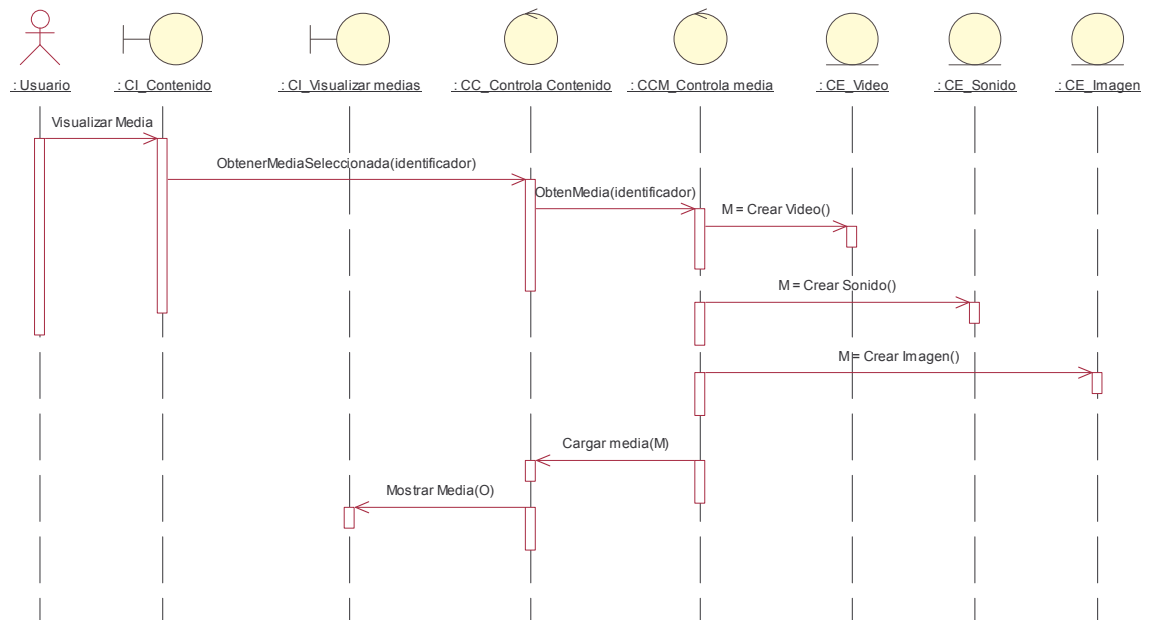 : Usuario
: CI_Contenido
: CI_Visualizar medias
: CC_Controla Contenido
: CCM_Controla media
: CE_Video
: CE_Sonido
: CE_Imagen
Visualizar Media
ObtenerMediaSeleccionada(identificador)
ObtenMedia(identificador)
M = Crear Video()
M = Crear Sonido()
M = Crear Imagen()
Cargar media(M)
Mostrar Media(O)